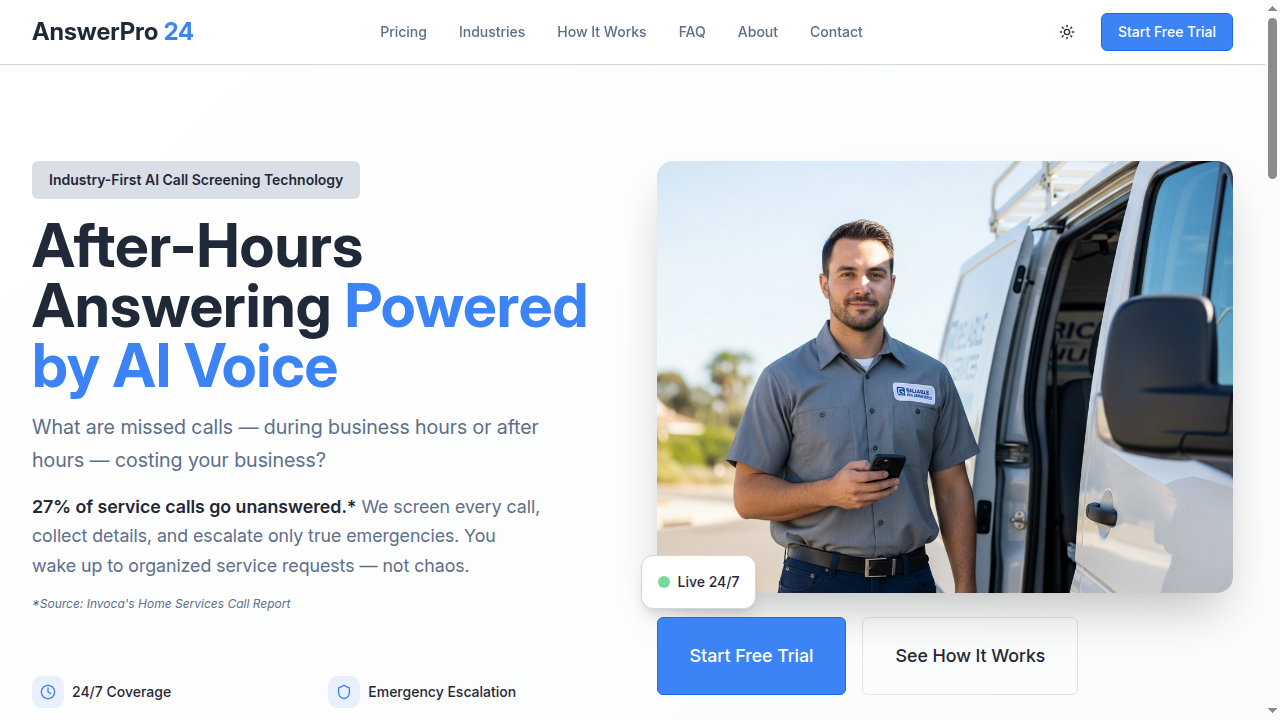 AnswerPro 24
Pricing
Industries
How It Works
FAQ
About
Contact
Start Free Trial
Industry-First AI Call Screening Technology
After-Hours
Answering Powered
by AI Voice
What are missed calls — during business hours or after
hours — costing your business?
27% of service calls go unanswered.* We screen every call,
collect details, and escalate only true emergencies. You
wake up to organized service requests — not chaos.
*Source: Invoca's Home Services Call Report
24/7 Coverage
Emergency Escalation
Live 24/7
Start Free Trial
See How It Works